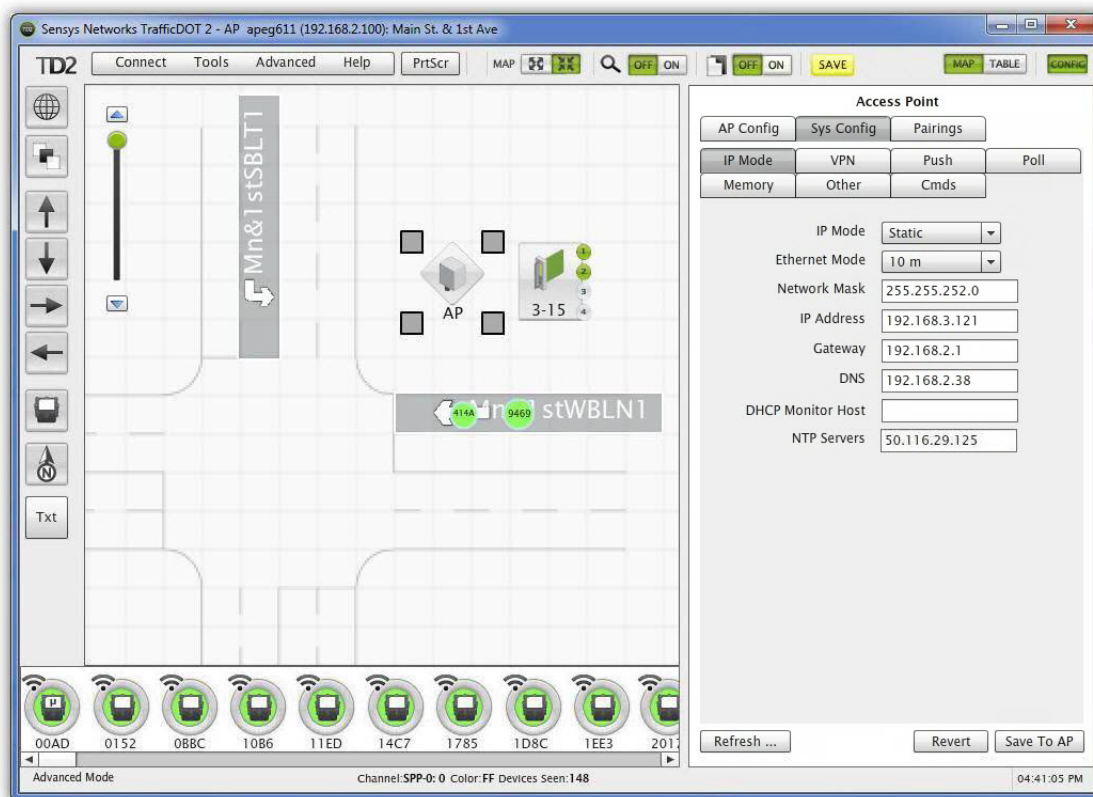 Sensys Networks TrafficDOT 2 - AP apeg611 (192.168.2.100): Main St. & 1st Ave
TD2 Connect Tools Advanced Help PrtScr MAP OFF ON OFF ON SAVE MAP TABLE CONFIG
Access Point
AP Config Sys Config Pairings
IP Mode VPN Push Poll
Memory Other Cmds
IP Mode Static
Ethernet Mode 10 m
Network Mask 255.255.252.0
IP Address 192.168.3.121
Gateway 192.168.2.1
DNS 192.168.2.38
DHCP Monitor Host
NTP Servers 50.116.29.125
Mn&1stSBLT1
AP
3-15
1
2
3
4
414A 9469 Mn&1stWBLN1
N
Txt
µ
00AD 0152 0BBC 10B6 11ED 14C7 1785 1D8C 1EE3 2017
Refresh ... Revert Save To AP
Advanced Mode Channel:SPP-0: 0 Color:FF Devices Seen:148 04:41:05 PM